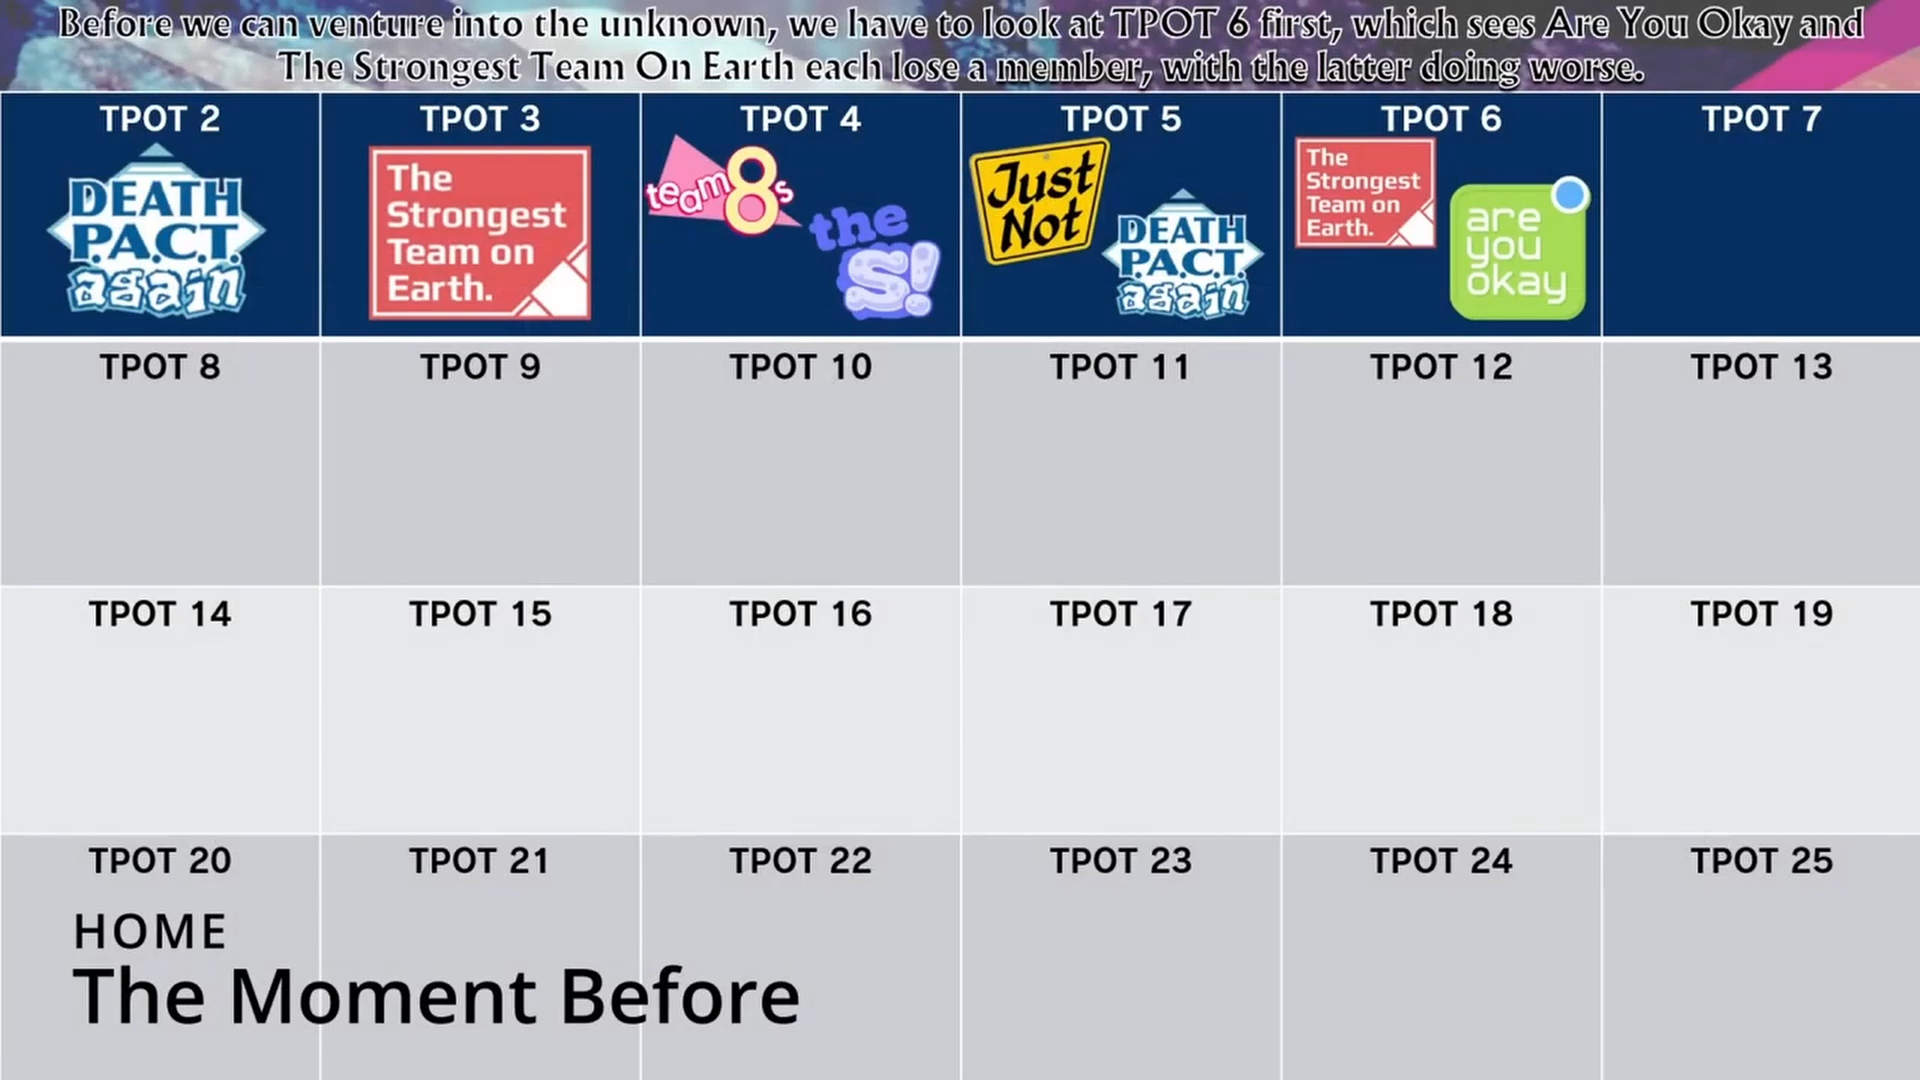 Before we can venture into the unknown, we have to look at TPOT 6 first, which sees Are You Okay and
The Strongest Team On Earth each lose a member, with the latter doing worse.
TPOT 2
DEATH
P.A.C.T.
again
TPOT 3
The
Strongest
Team on
Earth.
TPOT 4
team8s
the
S!
TPOT 5
Just
Not
DEATH
P.A.C.T.
again
TPOT 6
The
Strongest
Team on
Earth.
are
you
okay
TPOT 7
TPOT 8
TPOT 9
TPOT 10
TPOT 11
TPOT 12
TPOT 13
TPOT 14
TPOT 15
TPOT 16
TPOT 17
TPOT 18
TPOT 19
TPOT 20
TPOT 21
TPOT 22
TPOT 23
TPOT 24
TPOT 25
HOME
The Moment Before